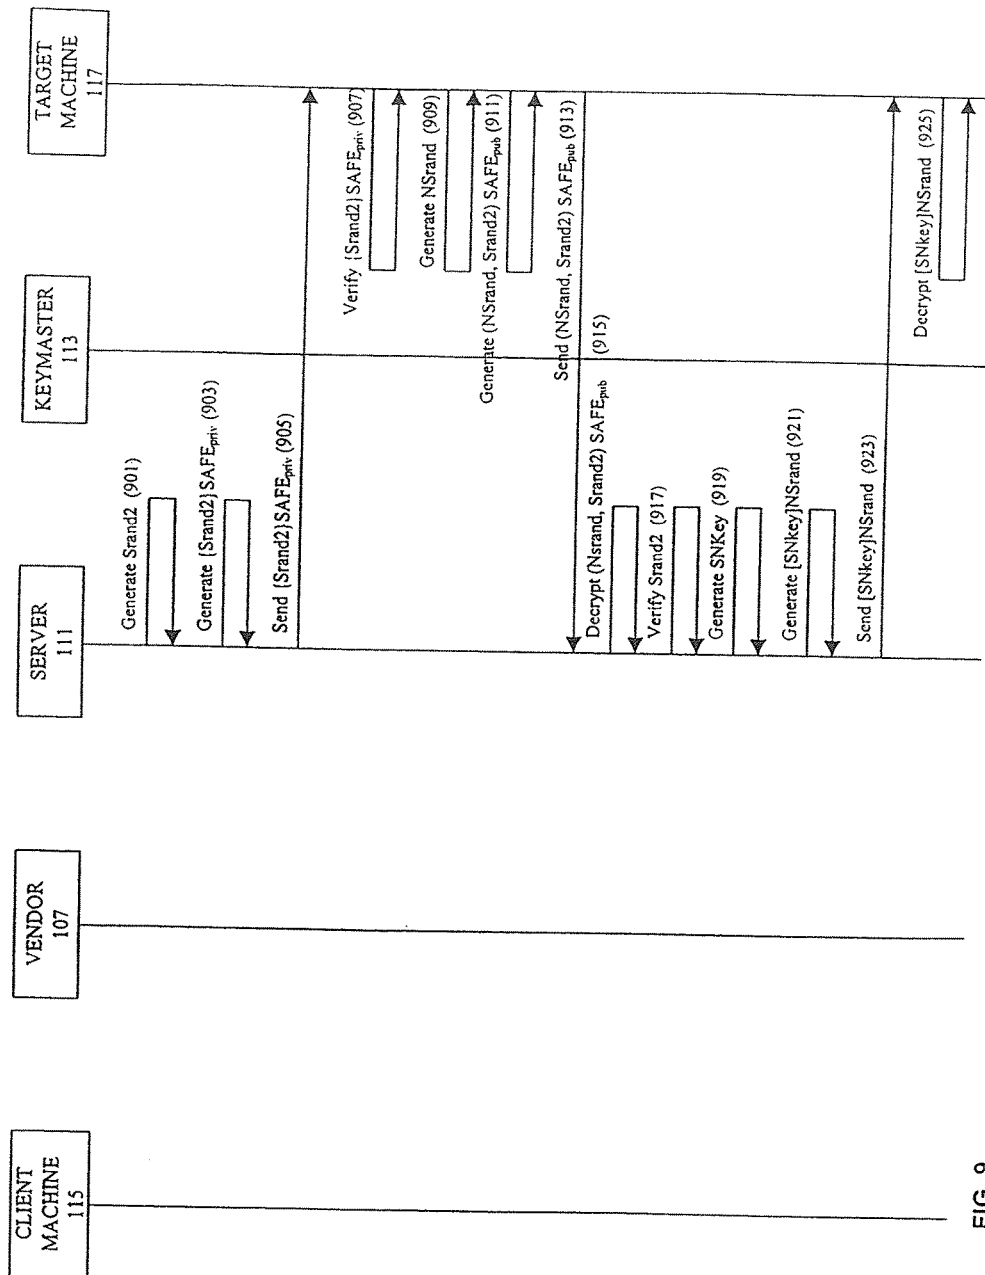 CLIENT
MACHINE
115
VENDOR
107
SERVER
111
KEYMASTER
113
TARGET
MACHINE
117
Generate Srand2 (901)
Generate {Srand2}SAFEpriv (903)
Send {Srand2}SAFEpriv (905)
Verify {Srand2}SAFEpriv (907)
Generate NSrand (909)
Generate (NSrand, Srand2) SAFEpub (911)
Send (NSrand, Srand2) SAFEpub (913)
(915)
Decrypt (Nsrand, Srand2) SAFEpub
Verify Srand2 (917)
Generate SNKey (919)
Generate [SNkey]NSrand (921)
Send [SNkey]NSrand (923)
Decrypt [SNkey]NSrand (925)
FIG. 9